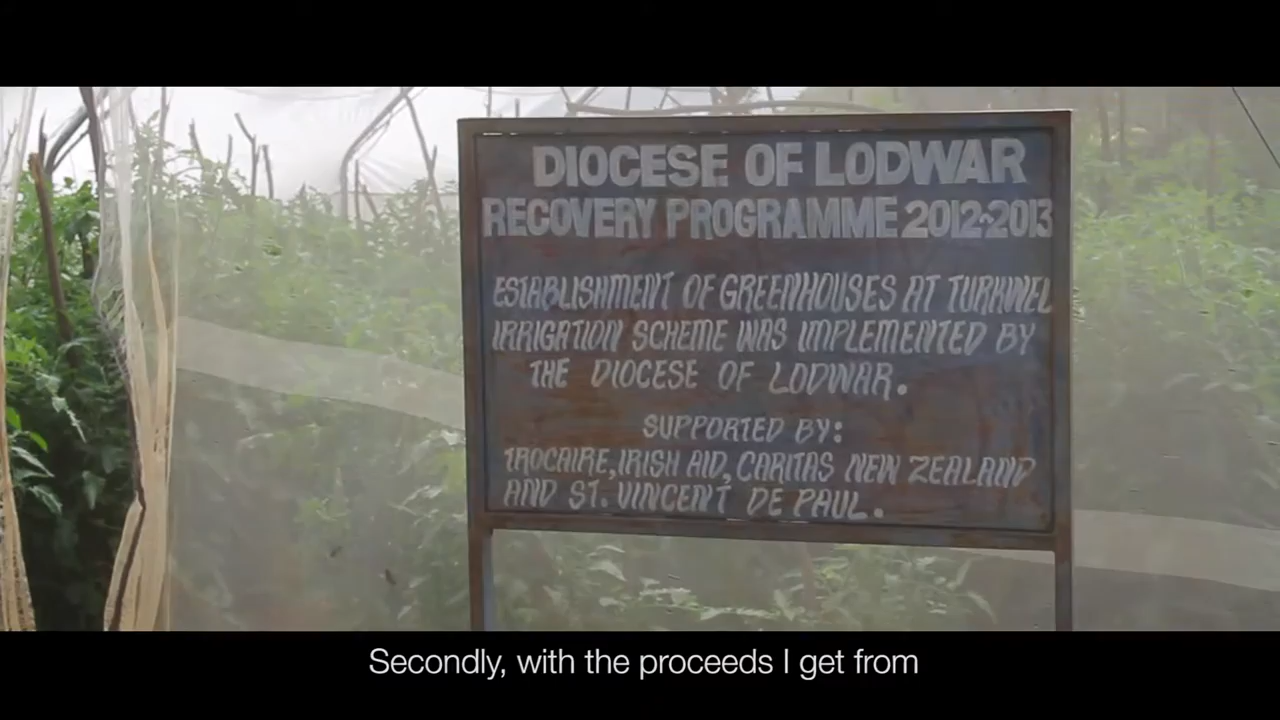 DIOCESE OF LODWAR
RECOVERY PROGRAMME 2012-2013
ESTABLISHMENT OF GREENHOUSES AT TURKWEL
IRRIGATION SCHEME WAS IMPLEMENTED BY
THE DIOCESE OF LODWAR.
SUPPORTED BY:
TROCAIRE, IRISH AID, CARITAS NEW ZEALAND
AND ST. VINCENT DE PAUL.
Secondly, with the proceeds I get from